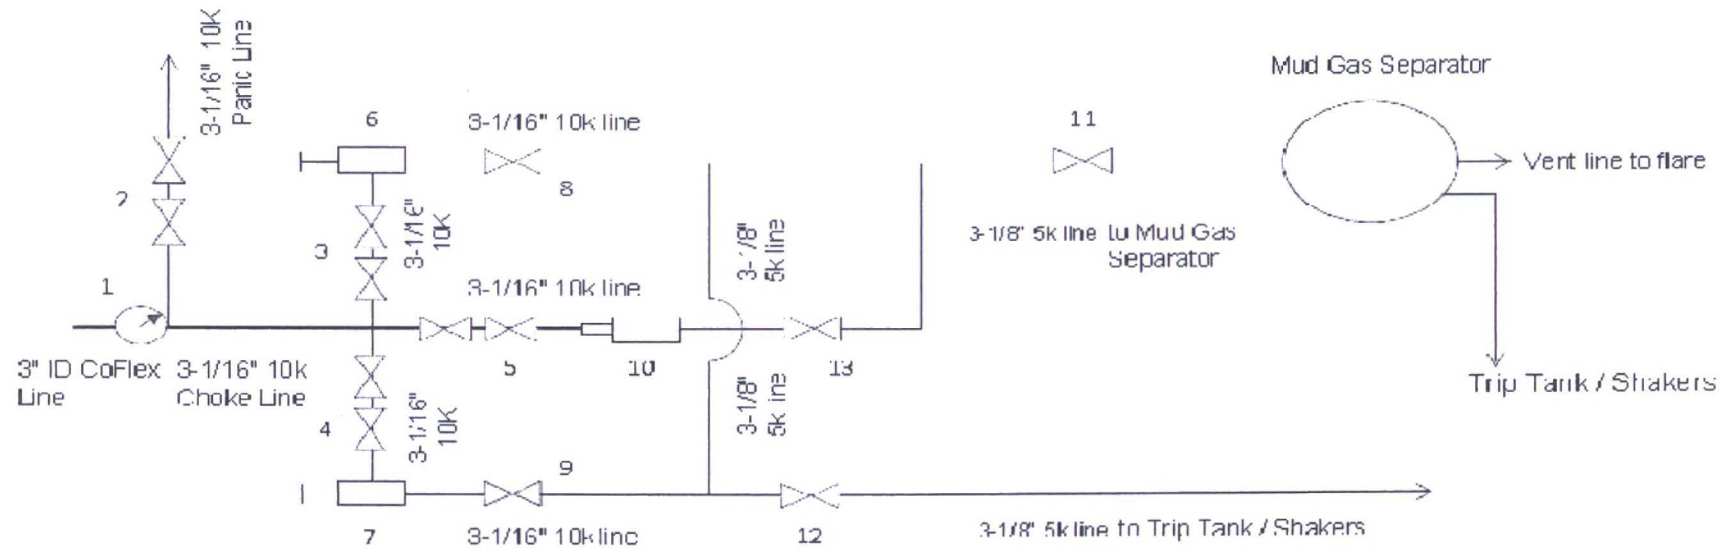 3-1/16" 10K
Panic Line
Mud Gas Separator
6
3-1/16" 10k line
11
Vent line to flare
2
8
3-1/16"
10K
3
3-1/8"
5k line
3-1/8" 5k line to Mud Gas
Separator
1
3-1/16" 10k line
3" ID CoFlex
Line
3-1/16" 10k
Choke Line
5
10
13
Trip Tank / Shakers
3-1/8"
5k line
4
3-1/16"
10K
9
7
3-1/16" 10k line
12
3-1/8" 5k line to Trip Tank / Shakers